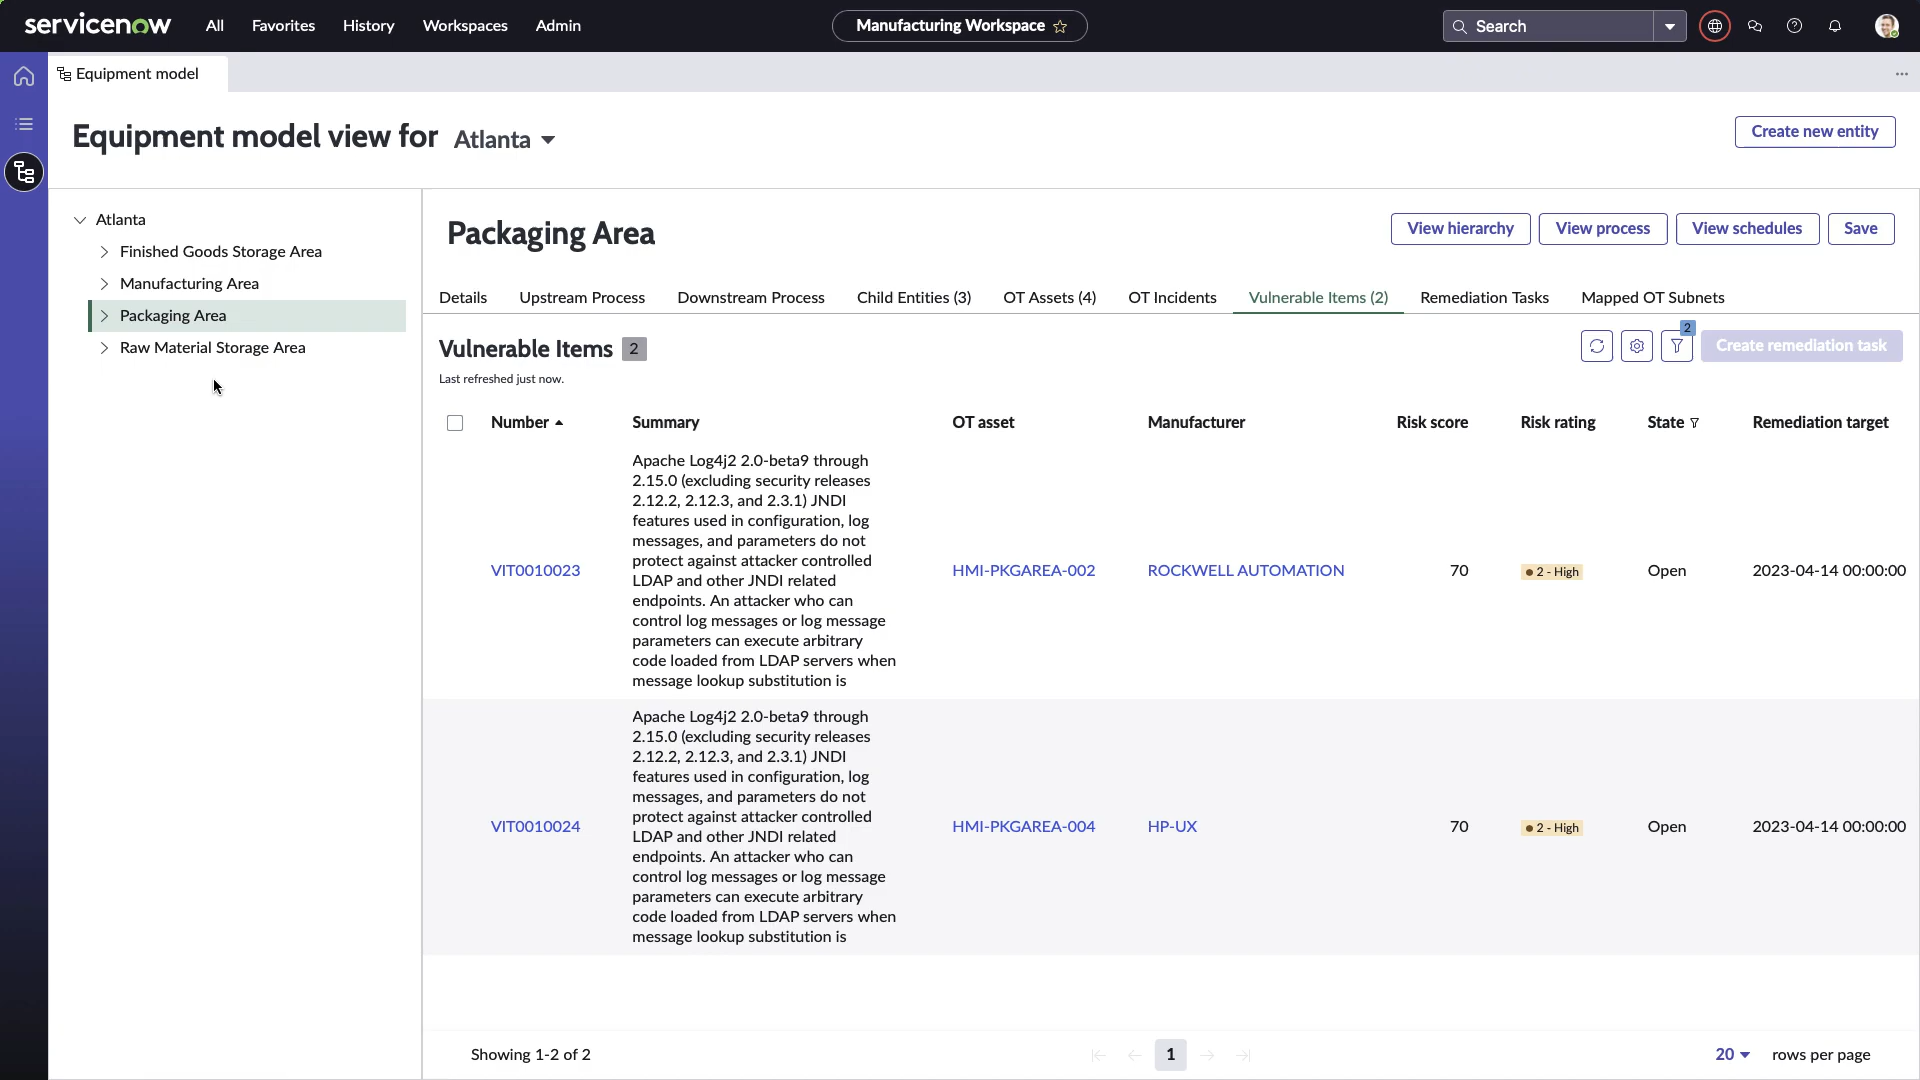 servicenow All Favorites History Workspaces Admin Manufacturing Workspace Search
Equipment model
Equipment model view for Atlanta
Create new entity
Atlanta
Finished Goods Storage Area
Manufacturing Area
Packaging Area
Raw Material Storage Area
Packaging Area
View hierarchy View process View schedules Save
Details Upstream Process Downstream Process Child Entities (3) OT Assets (4) OT Incidents Vulnerable Items (2) Remediation Tasks Mapped OT Subnets
Vulnerable Items 2
2
Create remediation task
Last refreshed just now.
Number Summary OT asset Manufacturer Risk score Risk rating State Remediation target
Apache Log4j2 2.0-beta9 through
2.15.0 (excluding security releases
2.12.2, 2.12.3, and 2.3.1) JNDI
features used in configuration, log
messages, and parameters do not
protect against attacker controlled
VIT0010023 LDAP and other JNDI related HMI-PKGAREA-002 ROCKWELL AUTOMATION 70 2 - High Open 2023-04-14 00:00:00
endpoints. An attacker who can
control log messages or log message
parameters can execute arbitrary
code loaded from LDAP servers when
message lookup substitution is
Apache Log4j2 2.0-beta9 through
2.15.0 (excluding security releases
2.12.2, 2.12.3, and 2.3.1) JNDI
features used in configuration, log
messages, and parameters do not
protect against attacker controlled
VIT0010024 LDAP and other JNDI related HMI-PKGAREA-004 HP-UX 70 2 - High Open 2023-04-14 00:00:00
endpoints. An attacker who can
control log messages or log message
parameters can execute arbitrary
code loaded from LDAP servers when
message lookup substitution is
Showing 1-2 of 2 1 20 rows per page